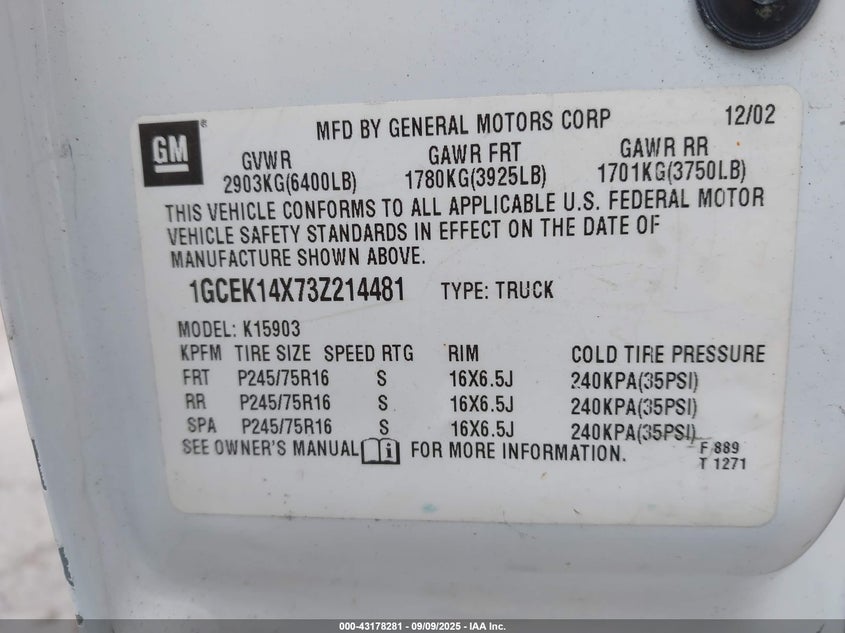 GM ®
MFD BY GENERAL MOTORS CORP 12/02
GVWR GAWR FRT GAWR RR
2903KG(6400LB) 1780KG(3925LB) 1701KG(3750LB)
THIS VEHICLE CONFORMS TO ALL APPLICABLE U.S. FEDERAL MOTOR
VEHICLE SAFETY STANDARDS IN EFFECT ON THE DATE OF
MANUFACTURE SHOWN ABOVE.
1GCEK14X73Z214481 TYPE: TRUCK
MODEL: K15903
KPFM TIRE SIZE SPEED RTG RIM COLD TIRE PRESSURE
FRT P245/75R16 S 16X6.5J 240KPA(35PSI)
RR P245/75R16 S 16X6.5J 240KPA(35PSI)
SPA P245/75R16 S 16X6.5J 240KPA(35PSI)
SEE OWNER'S MANUAL i FOR MORE INFORMATION.
F 889
T 1271
000-43178281 - 09/09/2025 - IAA Inc.